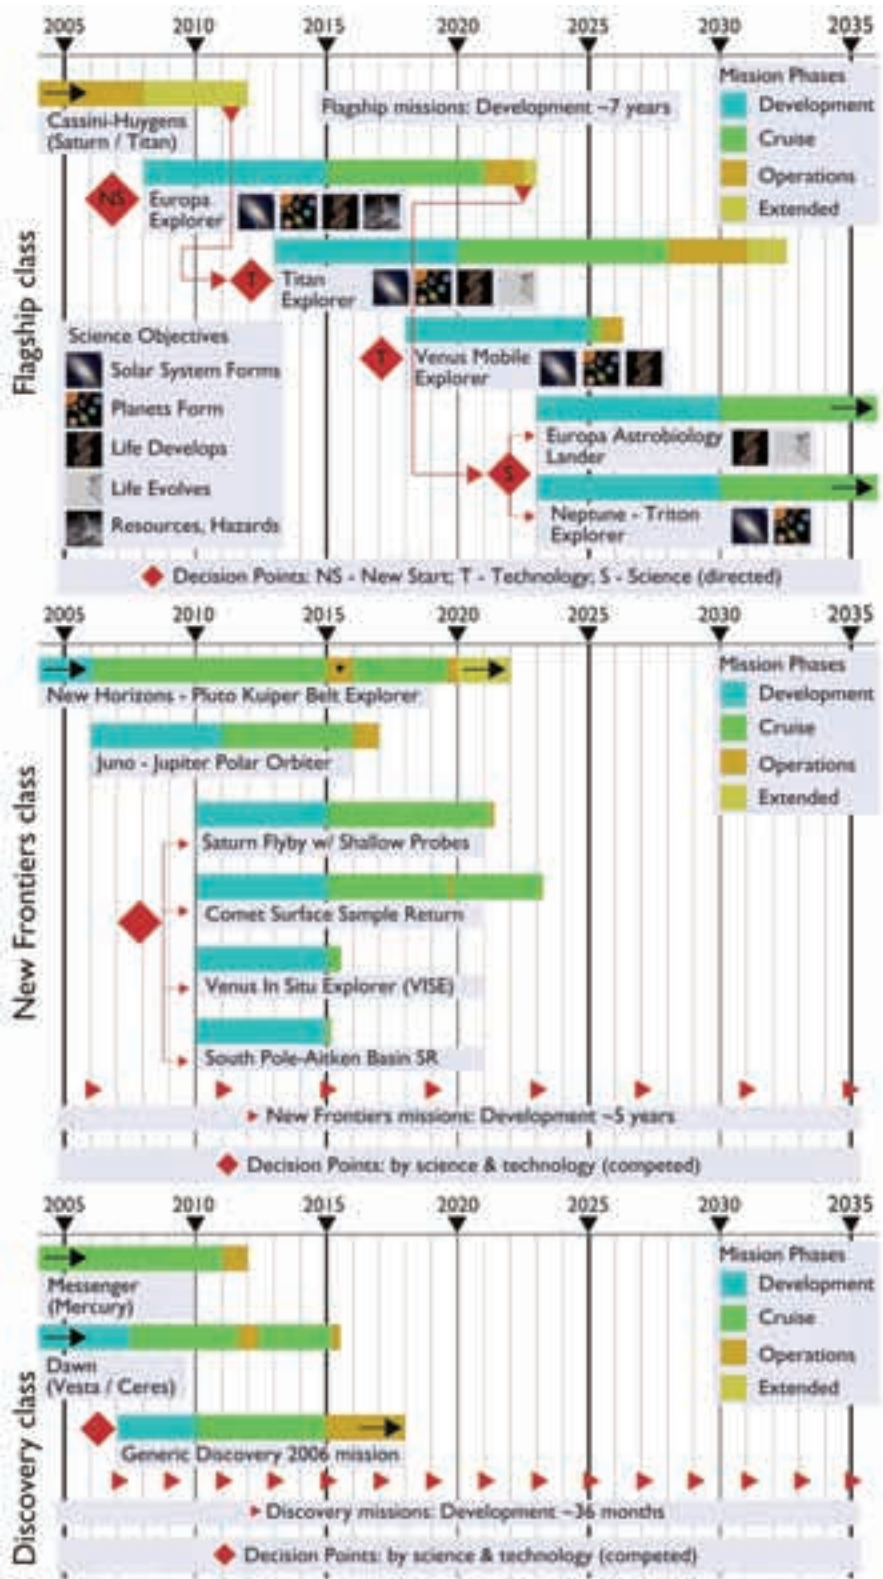 2005 2010 2015 2020 2025 2030 2035
Flagship class
Cassini-Huygens
(Saturn / Titan)
Flagship missions: Development ~7 years
Mission Phases
Development
Cruise
Operations
Extended
NS
Europa
Explorer
T
Titan
Explorer
T
Venus Mobile
Explorer
Science Objectives
Solar System Forms
Planets Form
Life Develops
Life Evolves
Resources, Hazards
S
Europa Astrobiology
Lander
Neptune - Triton
Explorer
Decision Points: NS - New Start; T - Technology; S - Science (directed)
2005 2010 2015 2020 2025 2030 2035
New Frontiers class
New Horizons - Pluto Kuiper Belt Explorer
Mission Phases
Development
Cruise
Operations
Extended
Juno - Jupiter Polar Orbiter
Saturn Flyby w/ Shallow Probes
Comet Surface Sample Return
Venus In Situ Explorer (VISE)
South Pole-Aitken Basin SR
New Frontiers missions: Development ~5 years
Decision Points: by science & technology (competed)
2005 2010 2015 2020 2025 2030 2035
Discovery class
Messenger
(Mercury)
Mission Phases
Development
Cruise
Operations
Extended
Dawn
(Vesta / Ceres)
Generic Discovery 2006 mission
Discovery missions: Development ~36 months
Decision Points: by science & technology (competed)